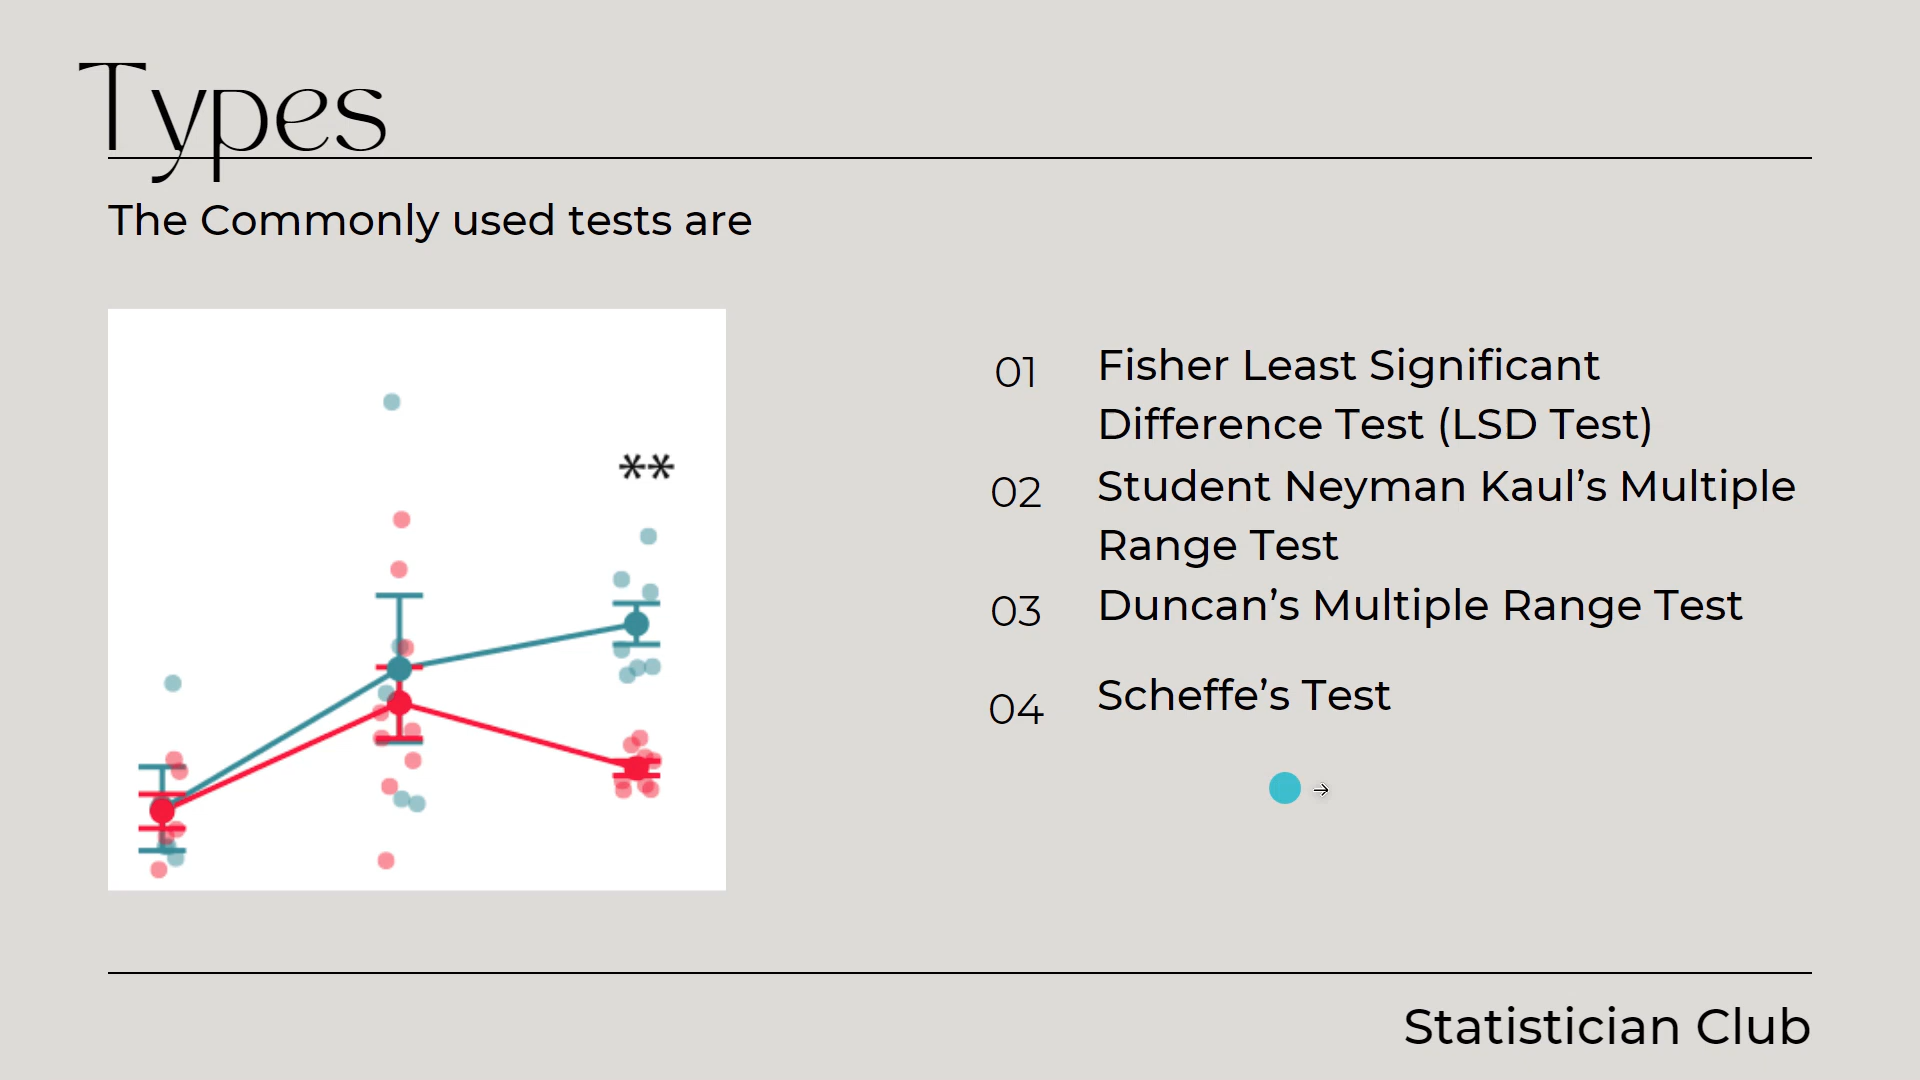 Types
The Commonly used tests are
**
01 Fisher Least Significant
Difference Test (LSD Test)
02 Student Neyman Kaul’s Multiple
Range Test
03 Duncan’s Multiple Range Test
04 Scheffe’s Test
Statistician Club